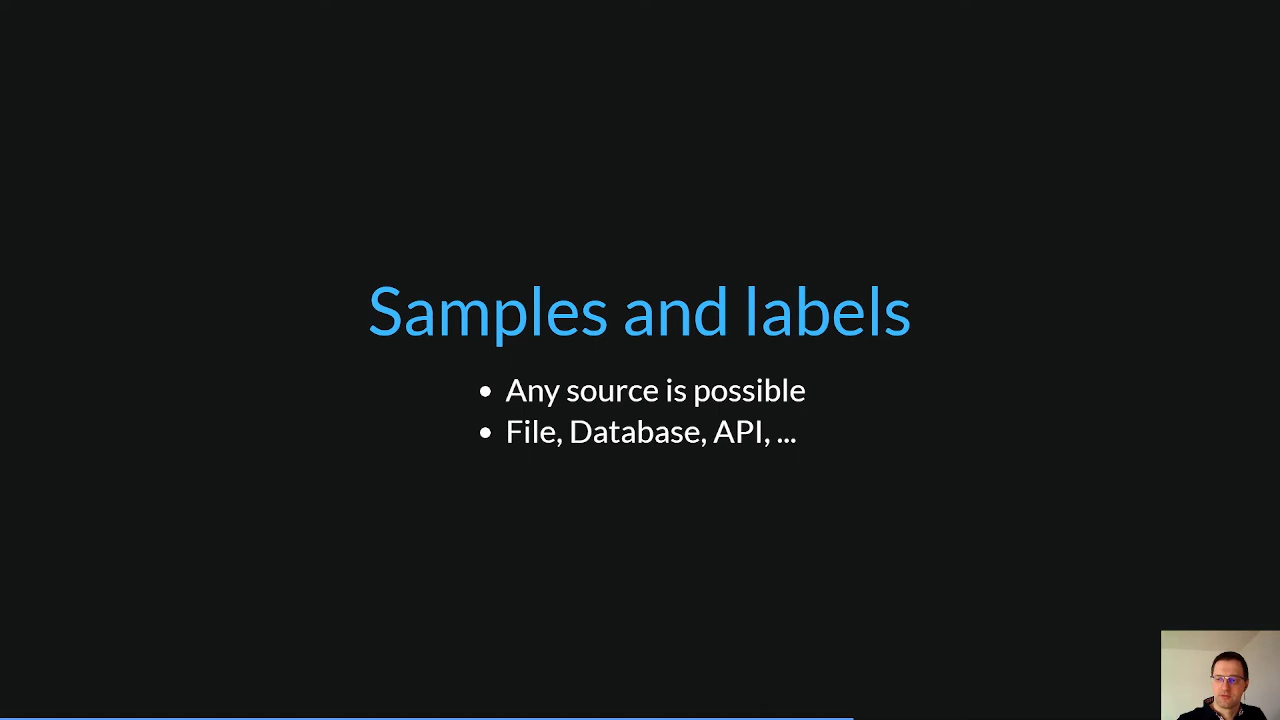 Samples and labels
• Any source is possible
• File, Database, API, ...